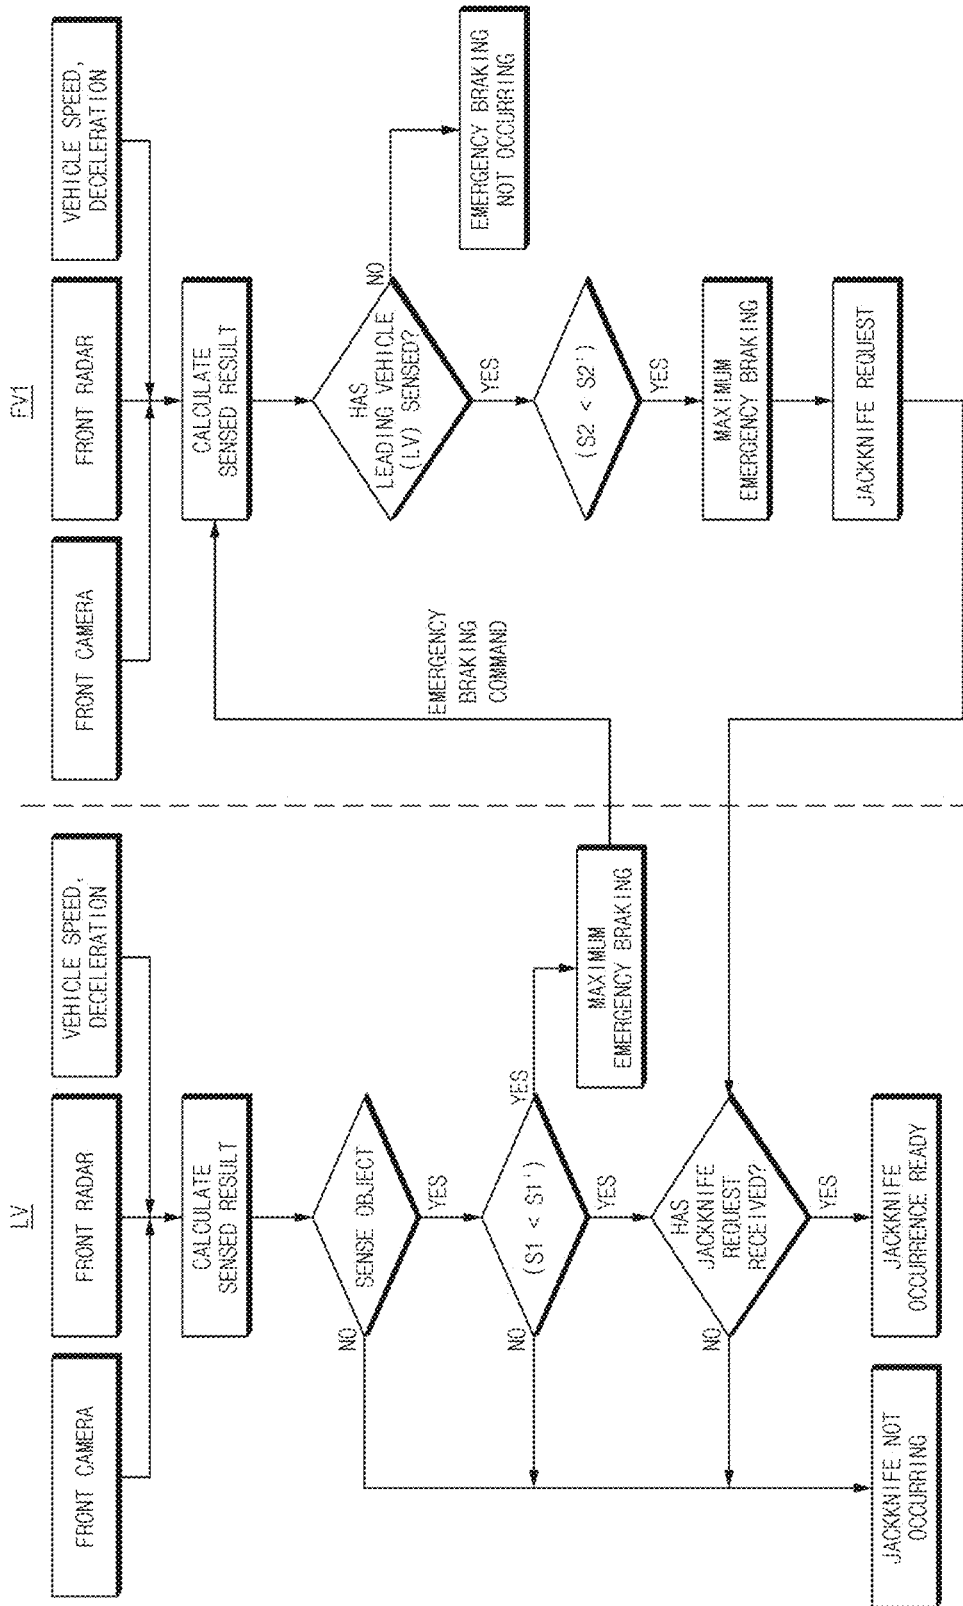 LV
FRONT CAMERA
FRONT RADAR
VEHICLE SPEED,
DECELERATION
CALCULATE
SENSED RESULT
SENSE OBJECT
NO
YES
(S1 < S1')
NO
YES
YES
MAXIMUM
EMERGENCY BRAKING
HAS
JACKKNIFE
REQUEST
RECEIVED?
NO
YES
JACKKNIFE NOT
OCCURRING
JACKKNIFE
OCCURRENCE READY
EMERGENCY
BRAKING
COMMAND
FV1
FRONT CAMERA
FRONT RADAR
VEHICLE SPEED,
DECELERATION
CALCULATE
SENSED RESULT
HAS
LEADING VEHICLE
(LV) SENSED?
NO
EMERGENCY BRAKING
NOT OCCURRING
YES
(S2 < S2')
YES
MAXIMUM
EMERGENCY BRAKING
JACKKNIFE REQUEST